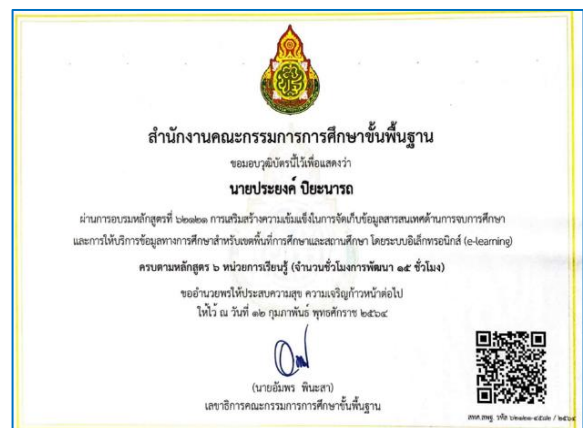 สำนักงานคณะกรรมการการศึกษาขั้นพื้นฐาน
ขอมอบวุฒิบัตรนี้ไว้เพื่อแสดงว่า
นายประยงค์ ปิยะนารถ
ผ่านการอบรมหลักสูตรที่ ๖๒๑๒๑ การเสริมสร้างความเข้มแข็งในการจัดเก็บข้อมูลสารสนเทศด้านการจบการศึกษา
และการให้บริการข้อมูลทางการศึกษาสำหรับเขตพื้นที่การศึกษาและสถานศึกษา โดยระบบอิเล็กทรอนิกส์ (e-learning)
ครบตามหลักสูตร ๖ หน่วยการเรียนรู้ (จำนวนชั่วโมงการพัฒนา ๑๕ ชั่วโมง)
ขออำนวยพรให้ประสบความสุข ความเจริญก้าวหน้าต่อไป
ให้ไว้ ณ วันที่ ๑๒ กุมภาพันธ์ พุทธศักราช ๒๕๖๔
(นายอัมพร พินะสา)
เลขาธิการคณะกรรมการการศึกษาขั้นพื้นฐาน